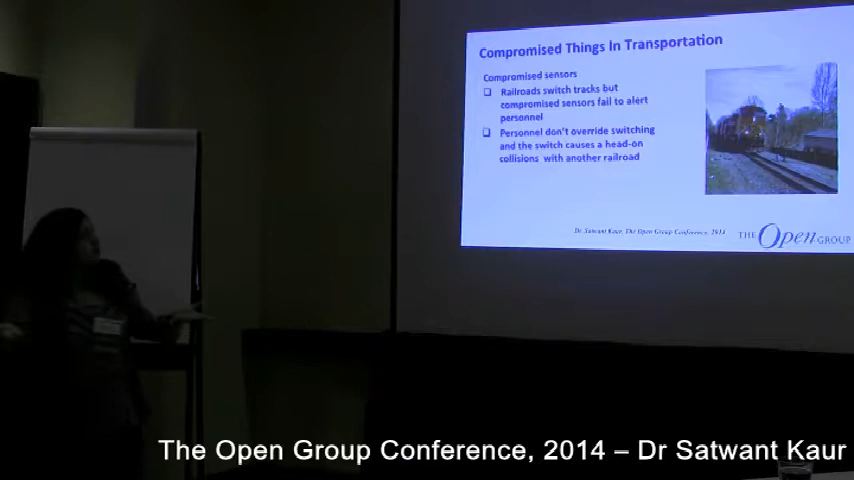 Compromised Things In Transportation
Compromised sensors
Railroads switch tracks but
compromised sensors fail to alert
personnel
Personnel don't override switching
and the switch causes a head-on
collisions with another railroad
Dr. Satwant Kaur, The Open Group Conference, 2014
THE Open GROUP
The Open Group Conference, 2014 – Dr Satwant Kaur